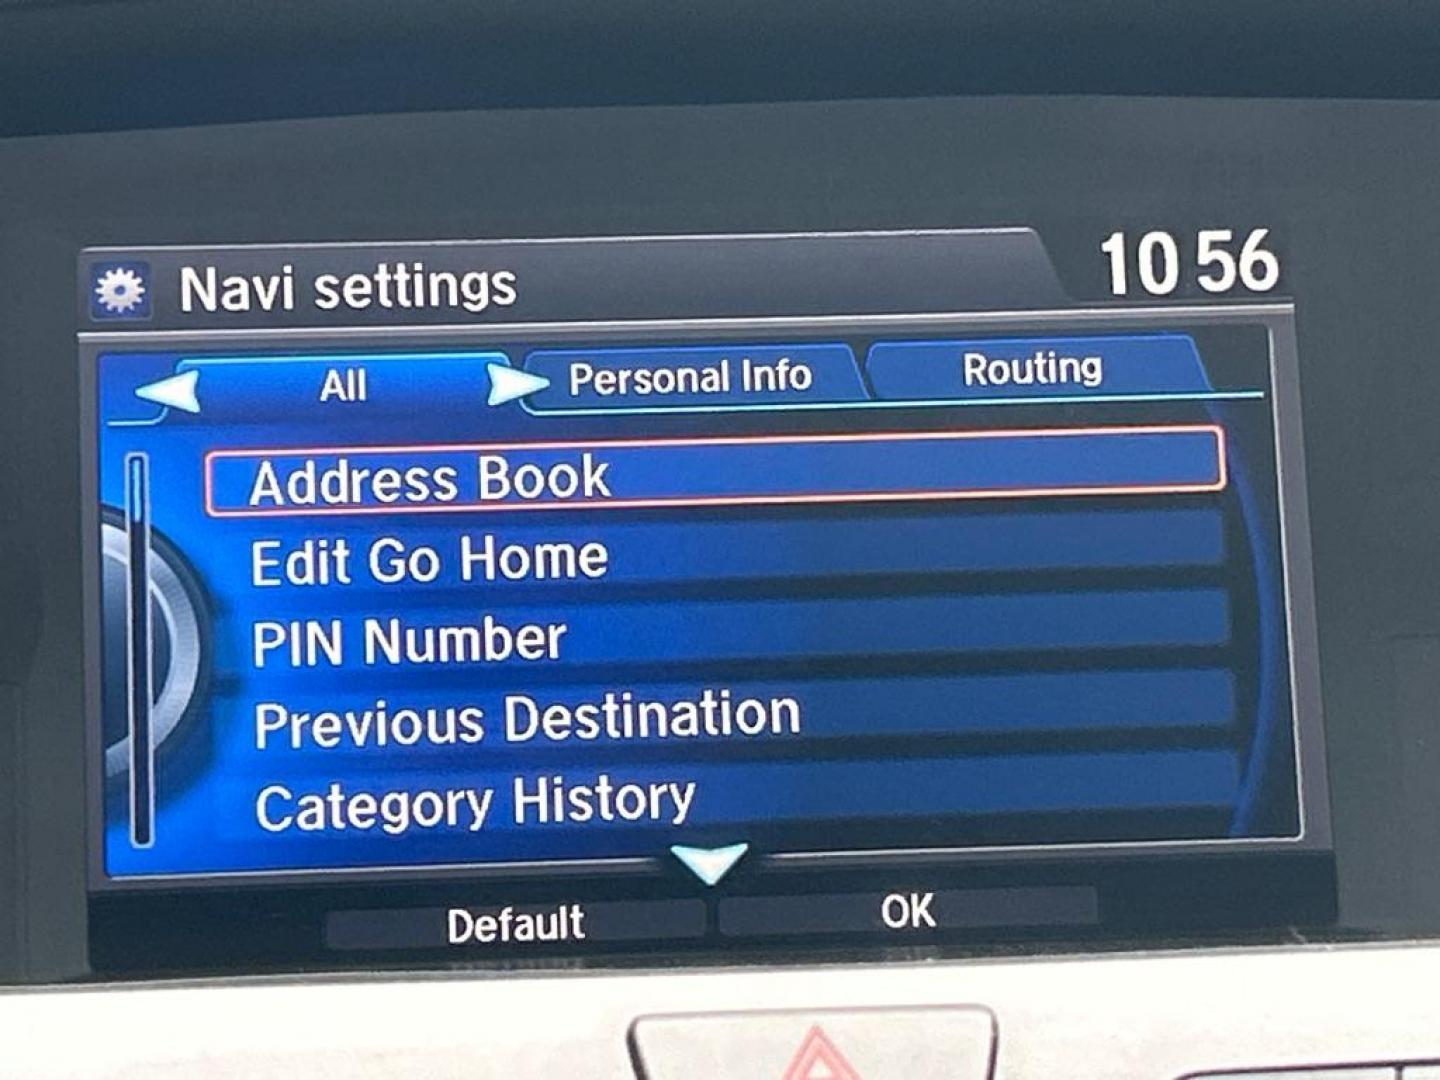 Navi settings
10 56
All
Personal Info
Routing
Address Book
Edit Go Home
PIN Number
Previous Destination
Category History
Default
OK